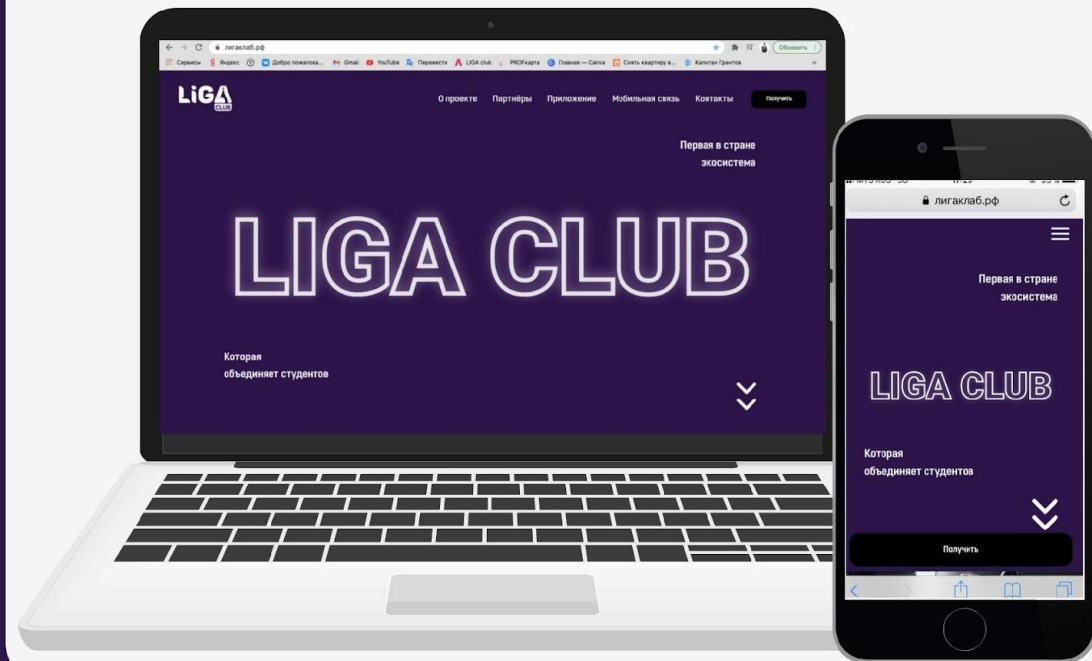 лигаклаб.рф
Обновить
Сервисы Яндекс Добро пожалова... Gmail YouTube Перевести LIGA club PROFкарта Главная — Canva Снять квартиру в... Капитан Грантов
LiGA
CLUB
О проекте Партнёры Приложение Мобильная связь Контакты Получить
Первая в стране
экосистема
LIGA CLUB
Которая
объединяет студентов
лигаклаб.рф
Первая в стране
экосистема
LIGA CLUB
Которая
объединяет студентов
Получить